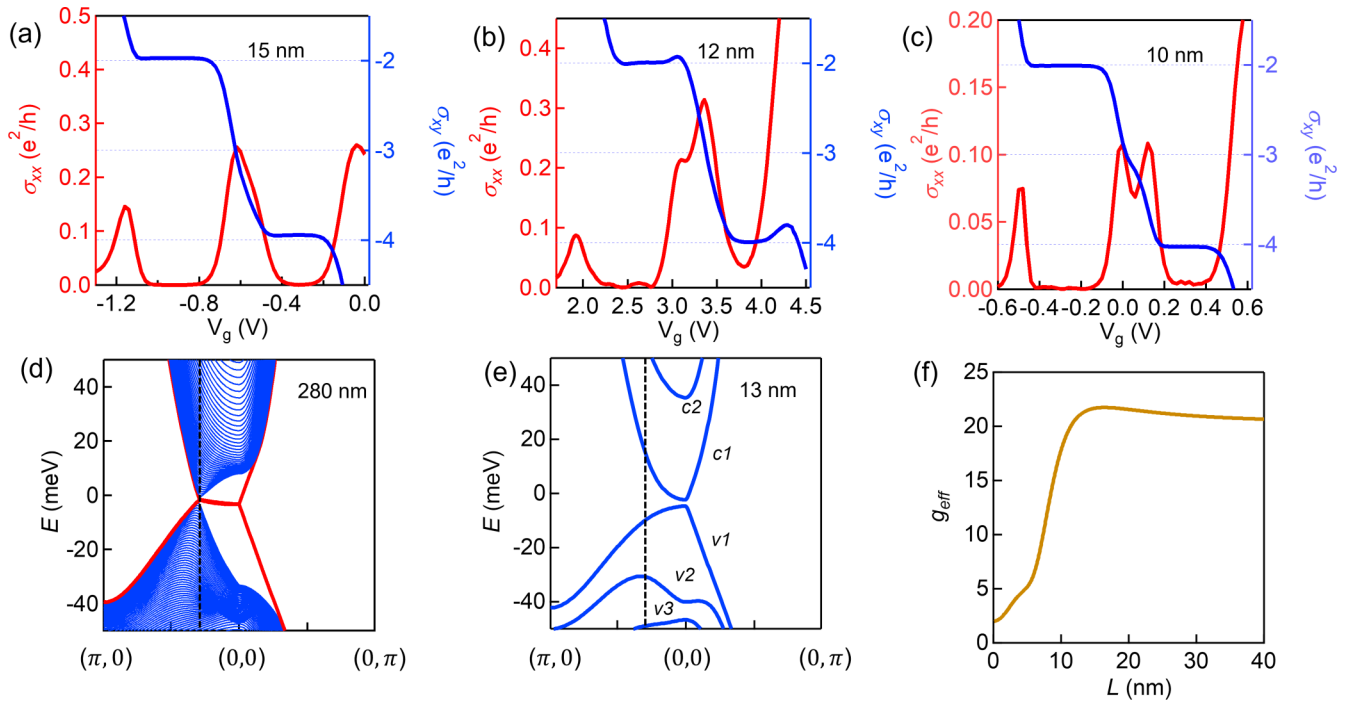 (a)
15 nm
0.5
0.4
0.3
0.2
0.1
0.0
-2
-3
-4
σxx (e²/h)
σxy (e²/h)
-1.2
-0.8
-0.4
0.0
Vg (V)
(b)
12 nm
0.4
0.3
0.2
0.1
0.0
-2
-3
-4
σxx (e²/h)
σxy (e²/h)
2.0
2.5
3.0
3.5
4.0
4.5
Vg (V)
(c)
10 nm
0.20
0.15
0.10
0.05
0.00
-2
-3
-4
σxx (e²/h)
σxy (e²/h)
-0.6
-0.4
-0.2
0.0
0.2
0.4
0.6
Vg (V)
(d)
280 nm
40
20
0
-20
-40
E (meV)
(π, 0)
(0,0)
(0, π)
(e)
13 nm
40
20
0
-20
-40
E (meV)
c2
c1
v1
v2
v3
(π, 0)
(0,0)
(0, π)
(f)
25
20
15
10
5
0
geff
0
10
20
30
40
L (nm)